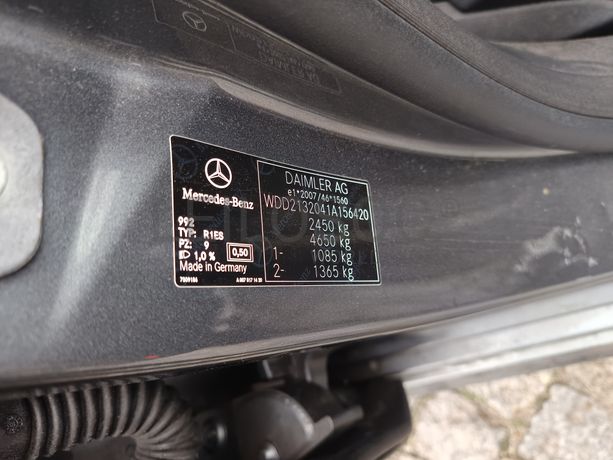 Mercedes-Benz
992
TYP: R1ES
PZ: 9
1,0 % 0,50
Made in Germany
DAIMLER AG
e1*2007/46*1560
WDD2132041A156420
2450 kg
4650 kg
1- 1085 kg
2- 1365 kg